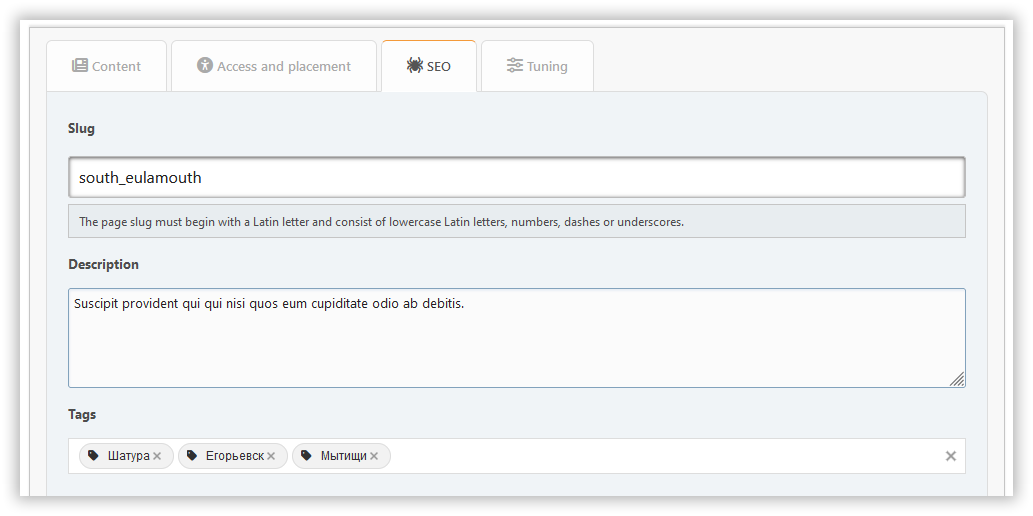 Content Access and placement SEO Tuning
Slug
south_eulamouth
The page slug must begin with a Latin letter and consist of lowercase Latin letters, numbers, dashes or underscores.
Description
Suscipit provident qui qui nisi quos eum cupiditate odio ab debitis.
Tags
Шатура Егорьевск Мытищи